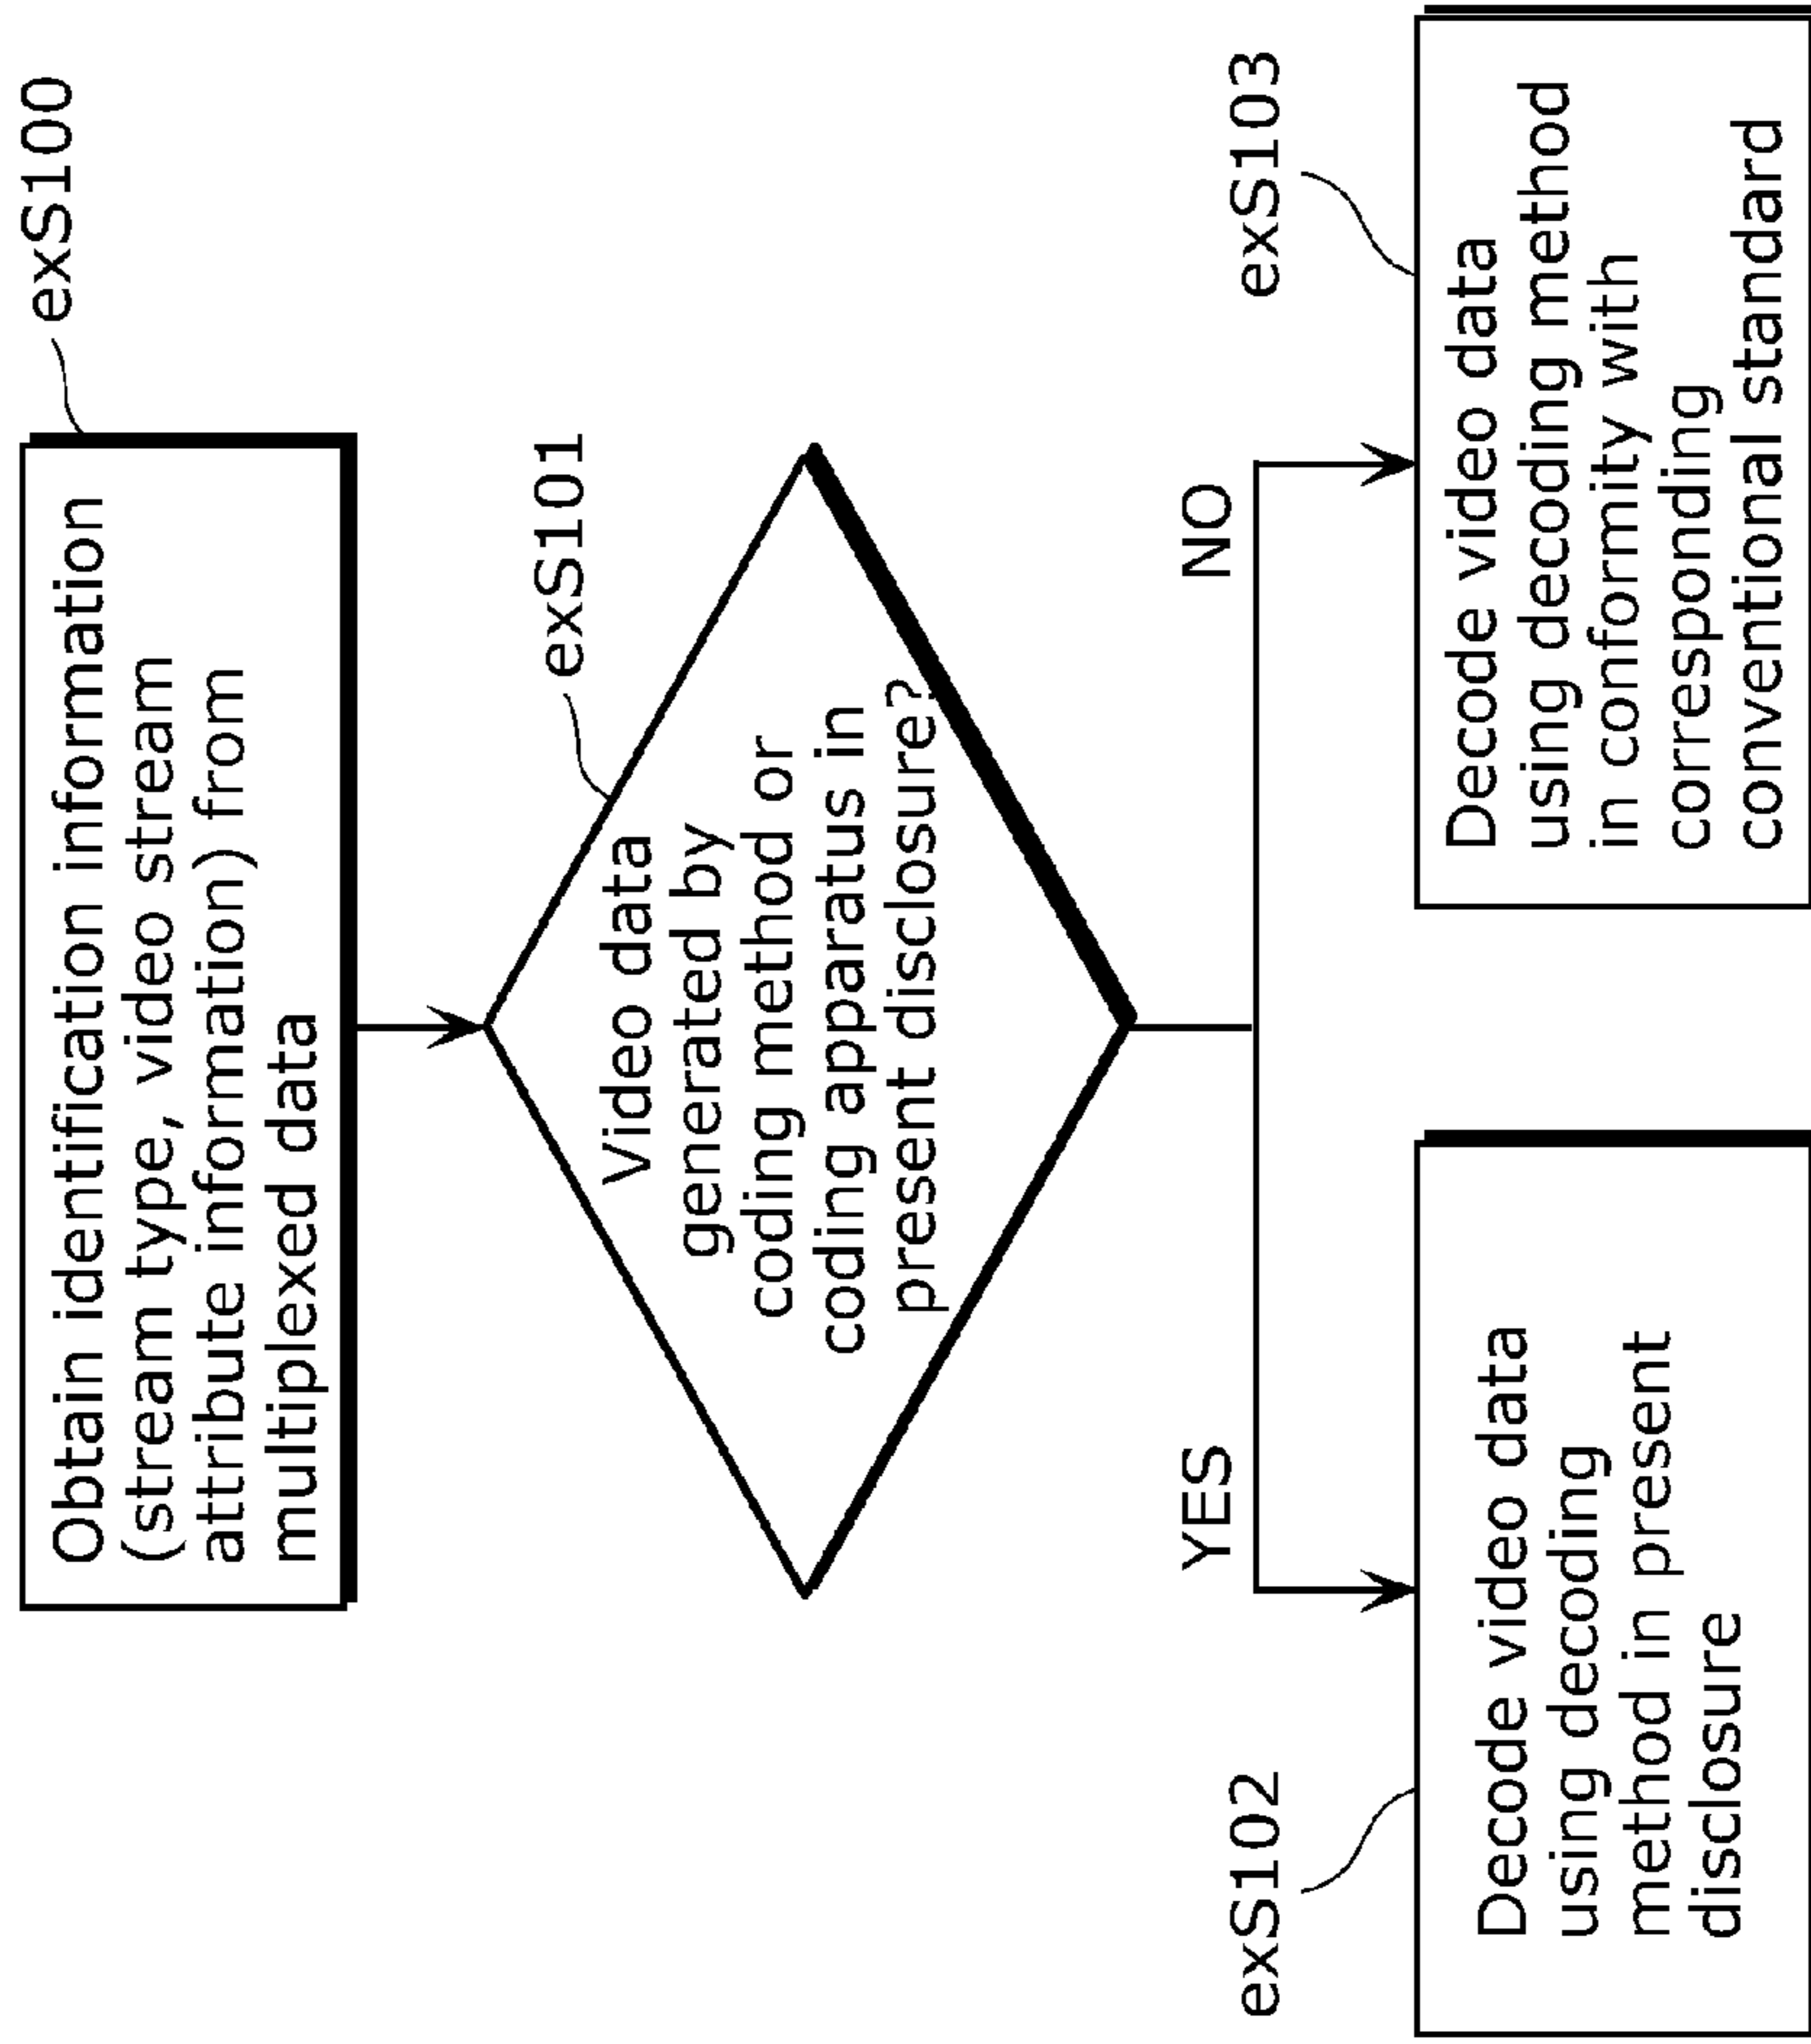 exS100
Obtain identification information
(stream type, video stream
attribute information) from
multiplexed data
exS101
Video data
generated by
coding method or
coding apparatus in
present disclosure?
YES
NO
exS102
Decode video data
using decoding
method in present
disclosure
exS103
Decode video data
using decoding method
in conformity with
corresponding
conventional standard